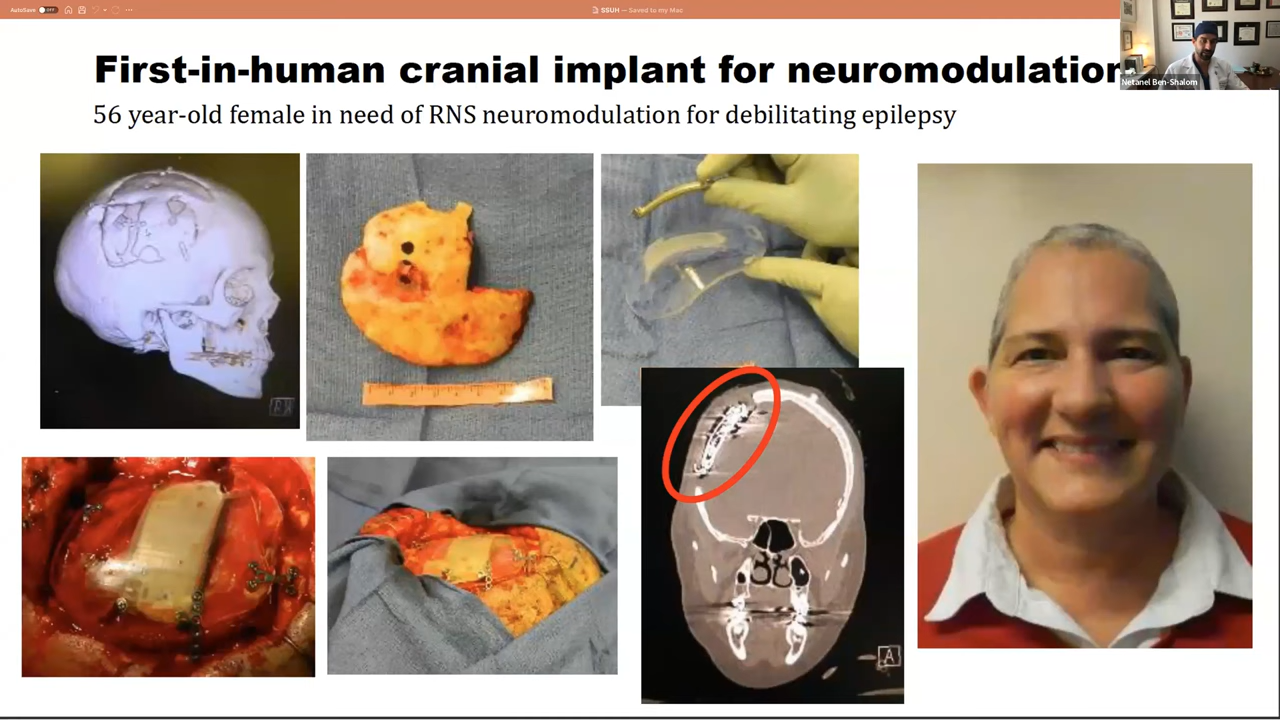 AutoSave OFF
SSUH — Saved to my Mac
First-in-human cranial implant for neuromodulation
Netanel Ben-Shalom
56 year-old female in need of RNS neuromodulation for debilitating epilepsy
A